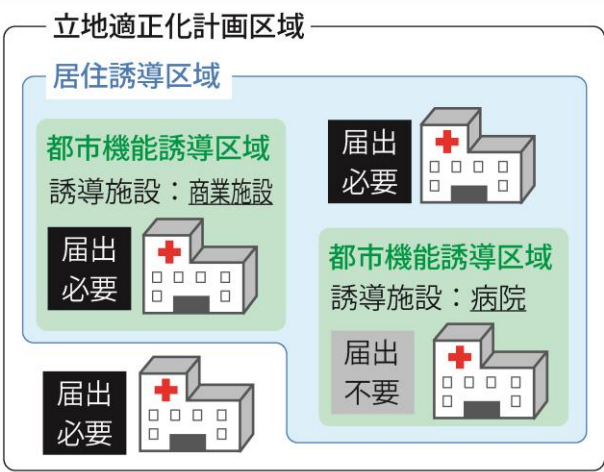 立地適正化計画区域
居住誘導区域
都市機能誘導区域
誘導施設：商業施設
届出
必要
届出
必要
都市機能誘導区域
誘導施設：病院
届出
不要
届出
必要